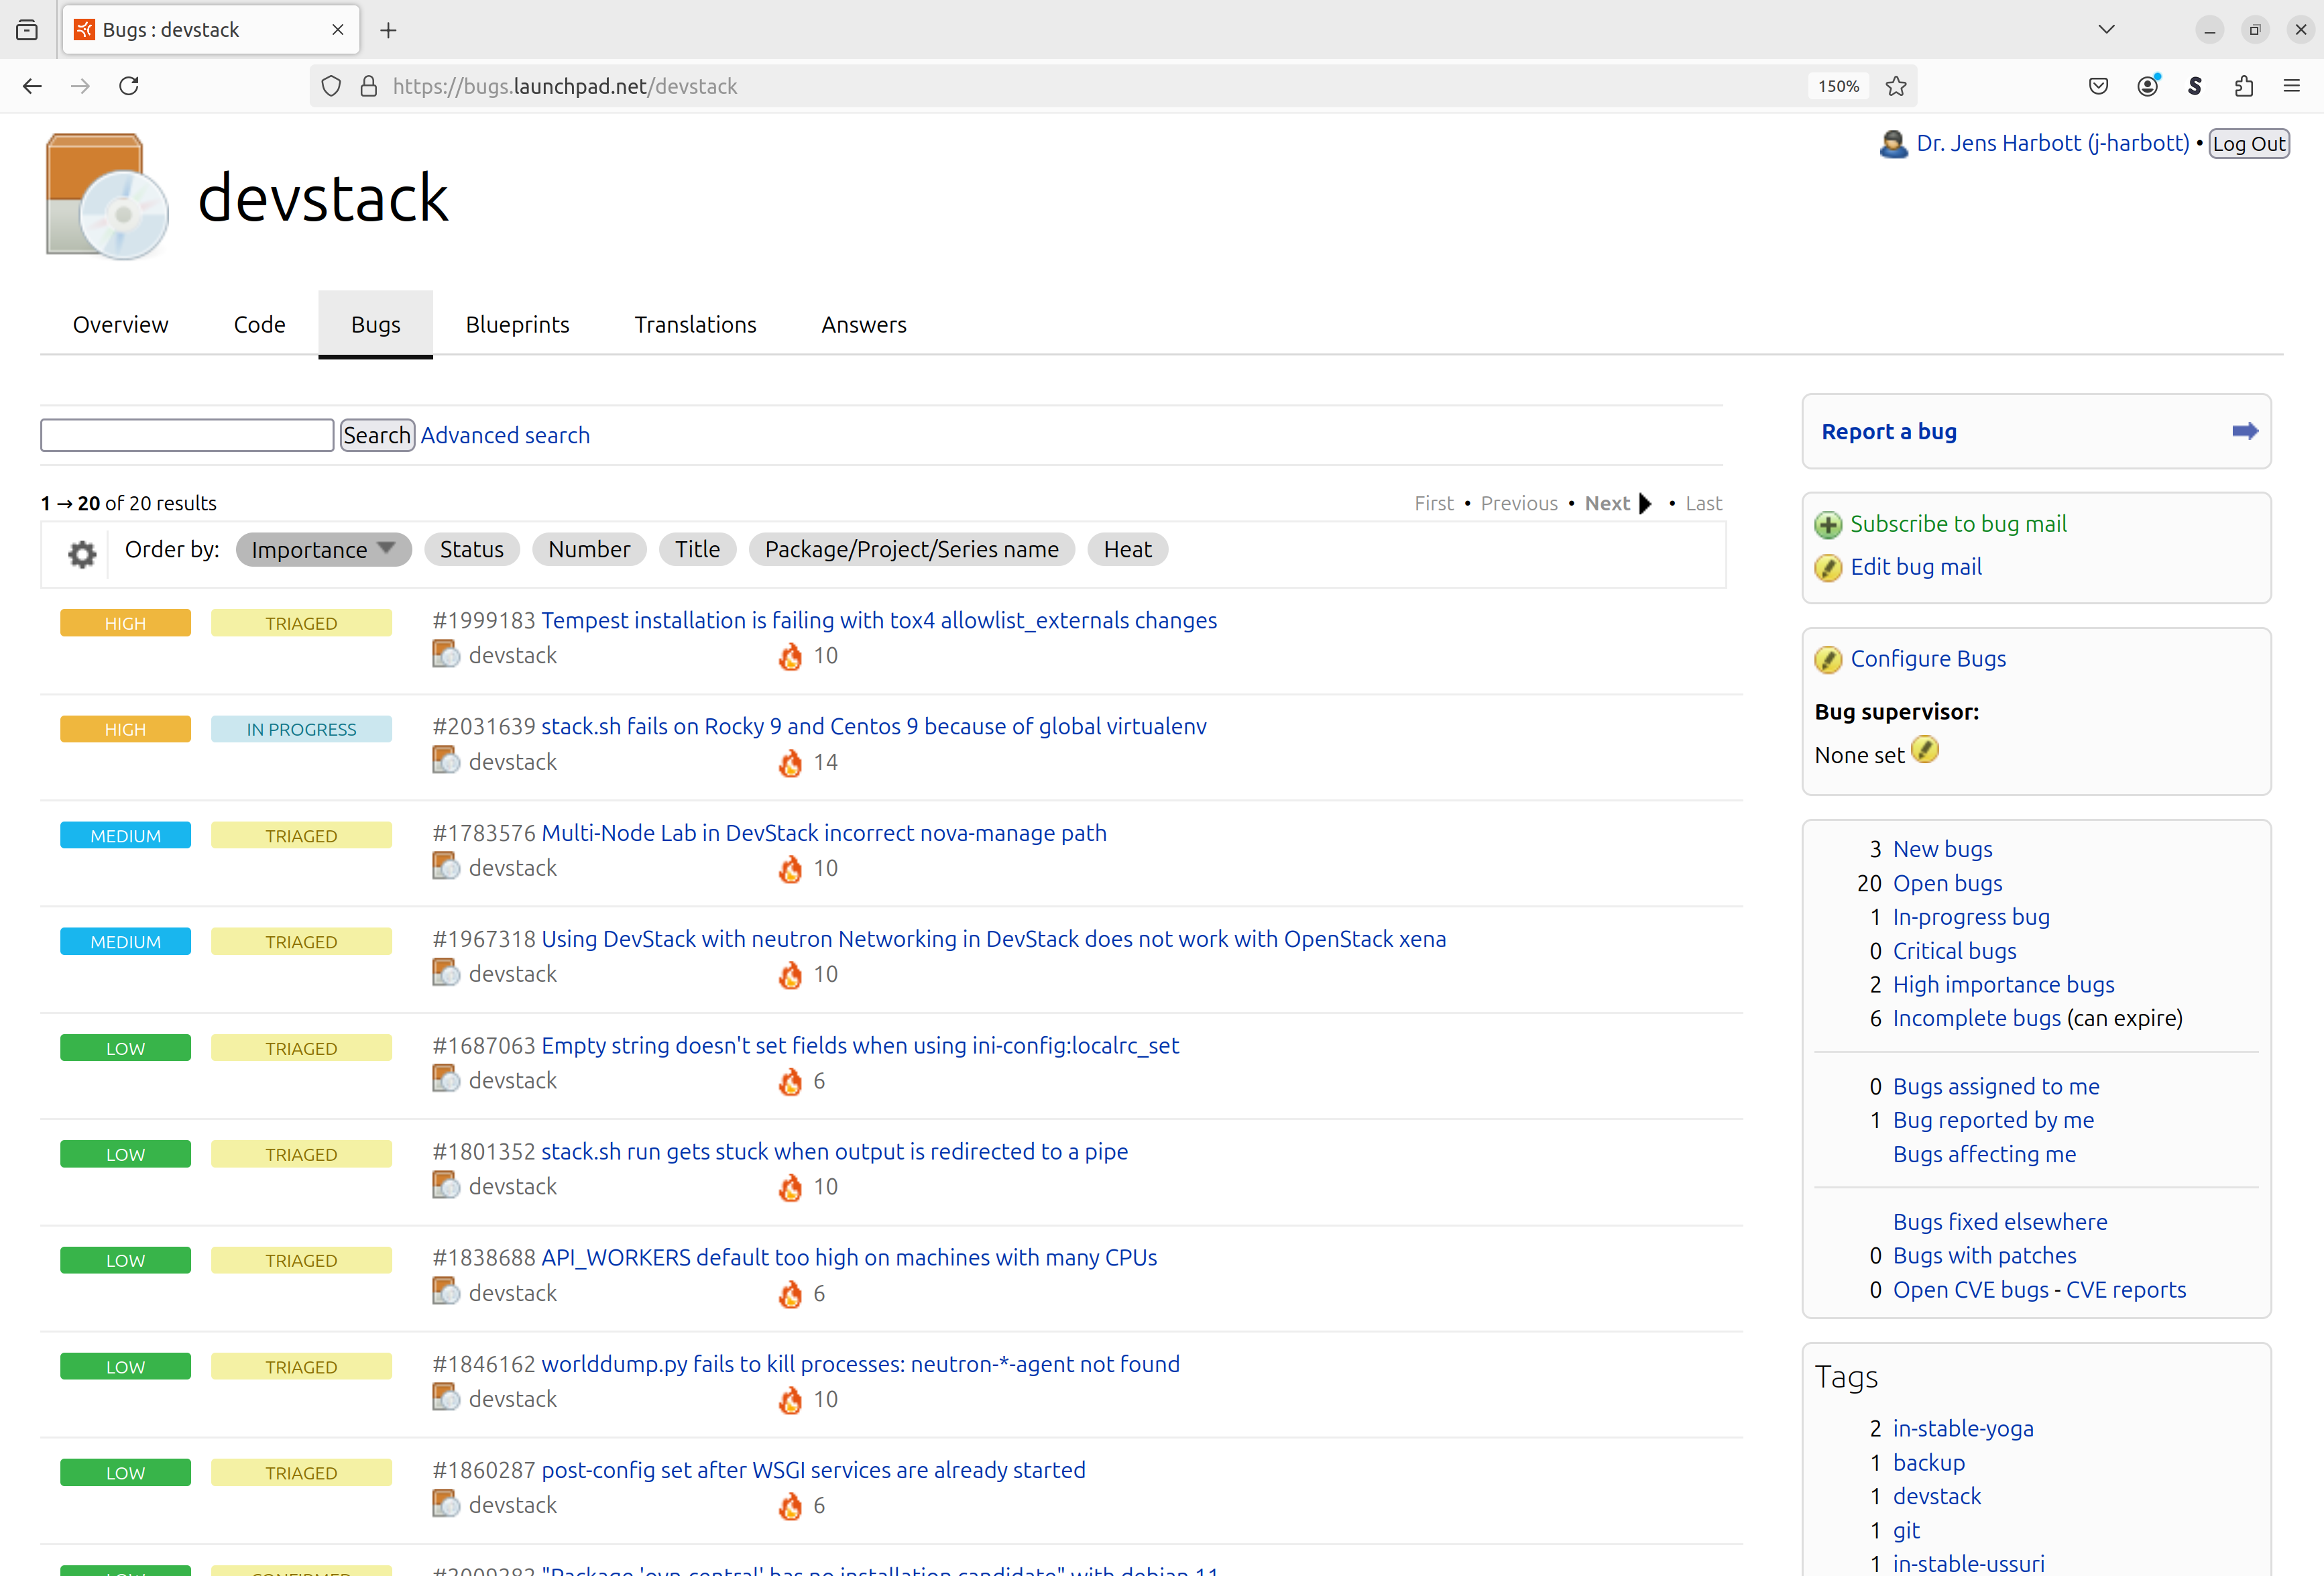 Bugs : devstack
https://bugs.launchpad.net/devstack 150%
Dr. Jens Harbott (j-harbott) • Log Out
devstack
Overview Code Bugs Blueprints Translations Answers
Search Advanced search
1 → 20 of 20 results First • Previous • Next • Last
Order by: Importance Status Number Title Package/Project/Series name Heat
HIGH TRIAGED #1999183 Tempest installation is failing with tox4 allowlist_externals changes
devstack 10
HIGH IN PROGRESS #2031639 stack.sh fails on Rocky 9 and Centos 9 because of global virtualenv
devstack 14
MEDIUM TRIAGED #1783576 Multi-Node Lab in DevStack incorrect nova-manage path
devstack 10
MEDIUM TRIAGED #1967318 Using DevStack with neutron Networking in DevStack does not work with OpenStack xena
devstack 10
LOW TRIAGED #1687063 Empty string doesn't set fields when using ini-config:localrc_set
devstack 6
LOW TRIAGED #1801352 stack.sh run gets stuck when output is redirected to a pipe
devstack 10
LOW TRIAGED #1838688 API_WORKERS default too high on machines with many CPUs
devstack 6
LOW TRIAGED #1846162 worlddump.py fails to kill processes: neutron-*-agent not found
devstack 10
LOW TRIAGED #1860287 post-config set after WSGI services are already started
devstack 6
LOW CONFIRMED #2009282 "Package 'ovn-central' has no installation candidate" with debian 11
Report a bug
Subscribe to bug mail
Edit bug mail
Configure Bugs
Bug supervisor:
None set
3 New bugs
20 Open bugs
1 In-progress bug
0 Critical bugs
2 High importance bugs
6 Incomplete bugs (can expire)
0 Bugs assigned to me
1 Bug reported by me
Bugs affecting me
Bugs fixed elsewhere
0 Bugs with patches
0 Open CVE bugs - CVE reports
Tags
2 in-stable-yoga
1 backup
1 devstack
1 git
1 in-stable-ussuri